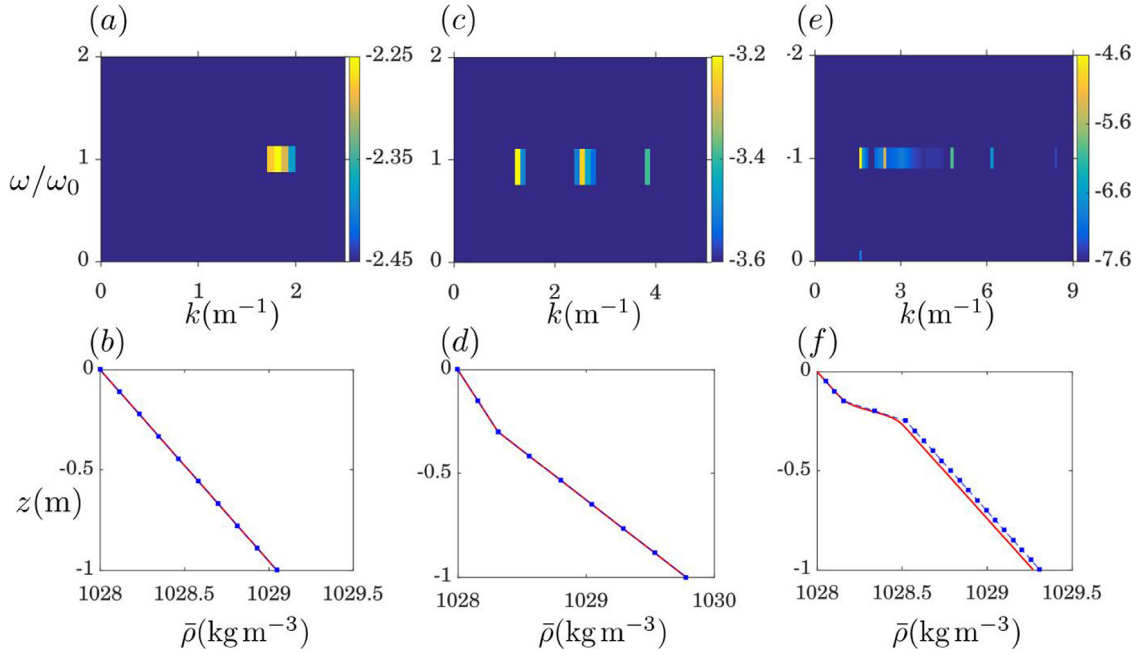 (a)
(c)
(e)
2
1
0
ω/ω0
0 1 2
k(m−1)
-2.25
-2.35
-2.45
2
1
0
0 2 4
k(m−1)
-3.2
-3.4
-3.6
-2
-1
0
0 3 6 9
k(m−1)
-4.6
-5.6
-6.6
-7.6
(b)
(d)
(f)
0
-0.5
-1
z(m)
1028 1028.5 1029 1029.5
ρ̄(kg m−3)
0
-0.5
-1
1028 1029 1030
ρ̄(kg m−3)
0
-0.5
-1
1028 1028.5 1029 1029.5
ρ̄(kg m−3)